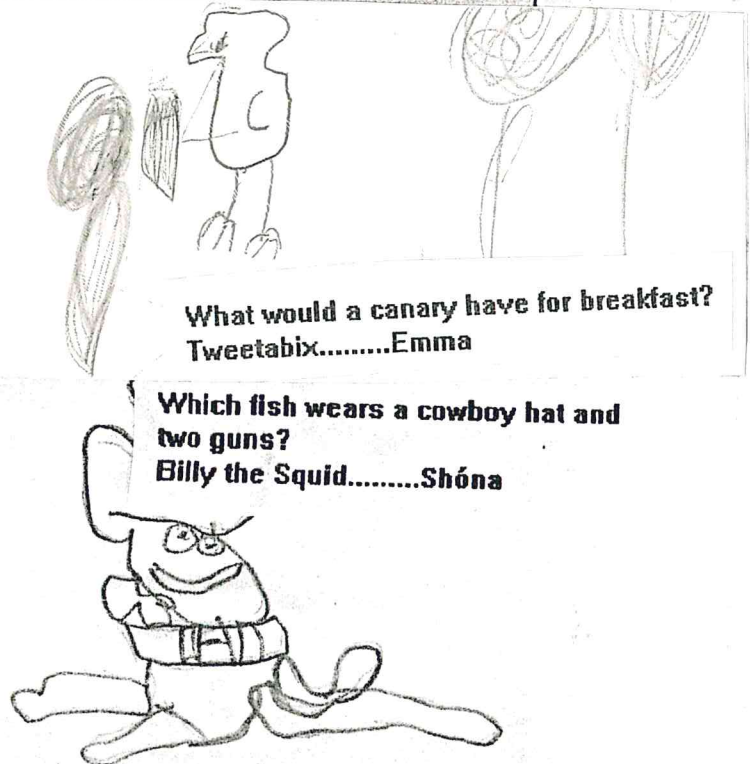 What would a canary have for breakfast?
Tweetabix.........Emma
Which fish wears a cowboy hat and
two guns?
Billy the Squid.........Shóna